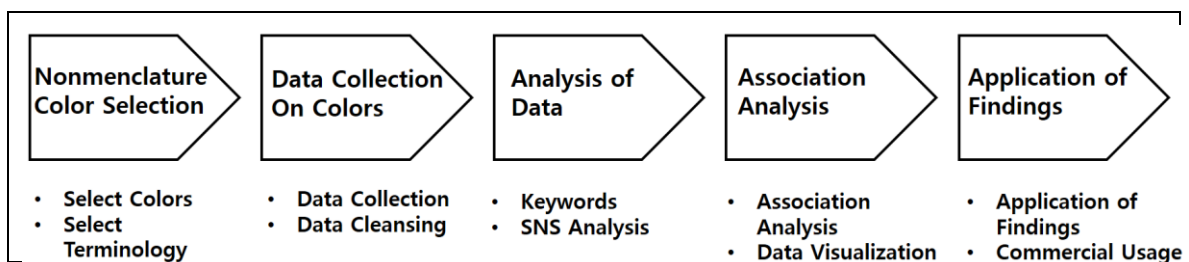 Nonmenclature
Color Selection
Data Collection
On Colors
Analysis of
Data
Association
Analysis
Application of
Findings
• Select Colors
• Select
Terminology
• Data Collection
• Data Cleansing
• Keywords
• SNS Analysis
• Association
Analysis
• Data Visualization
• Application of
Findings
• Commercial Usage